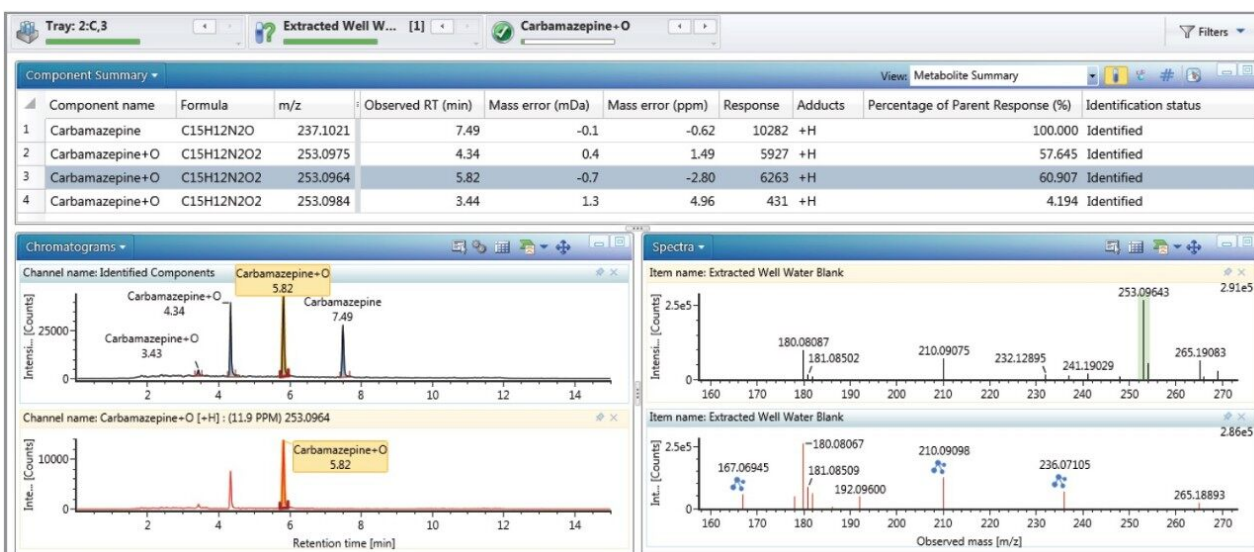 Tray: 2:C,3
Extracted Well W... [1]
Carbamazepine+O
Filters
Component Summary
View: Metabolite Summary
Component name Formula m/z Observed RT (min) Mass error (mDa) Mass error (ppm) Response Adducts Percentage of Parent Response (%) Identification status
1 Carbamazepine C15H12N2O 237.1021 7.49 -0.1 -0.62 10282 +H 100.000 Identified
2 Carbamazepine+O C15H12N2O2 253.0975 4.34 0.4 1.49 5927 +H 57.645 Identified
3 Carbamazepine+O C15H12N2O2 253.0964 5.82 -0.7 -2.80 6263 +H 60.907 Identified
4 Carbamazepine+O C15H12N2O2 253.0984 3.44 1.3 4.96 431 +H 4.194 Identified
Chromatograms
Channel name: Identified Components
Carbamazepine+O
5.82
Carbamazepine+O
4.34
Carbamazepine
7.49
Carbamazepine+O
3.43
Intensi... [Counts]
25000
0
2 4 6 8 10 12 14
Channel name: Carbamazepine+O [+H] : (11.9 PPM) 253.0964
Carbamazepine+O
5.82
Inte... [Counts]
10000
0
2 4 6 8 10 12 14
Retention time [min]
Spectra
Item name: Extracted Well Water Blank
2.91e5
253.09643
Intensi... [Counts]
2.5e5
0
180.08087
181.08502
210.09075
232.12895
241.19029
265.19083
160 170 180 190 200 210 220 230 240 250 260 270
Item name: Extracted Well Water Blank
2.86e5
Int... [Counts]
2.5e5
0
167.06945
180.08067
181.08509
192.09600
210.09098
236.07105
265.18893
160 170 180 190 200 210 220 230 240 250 260 270
Observed mass [m/z]